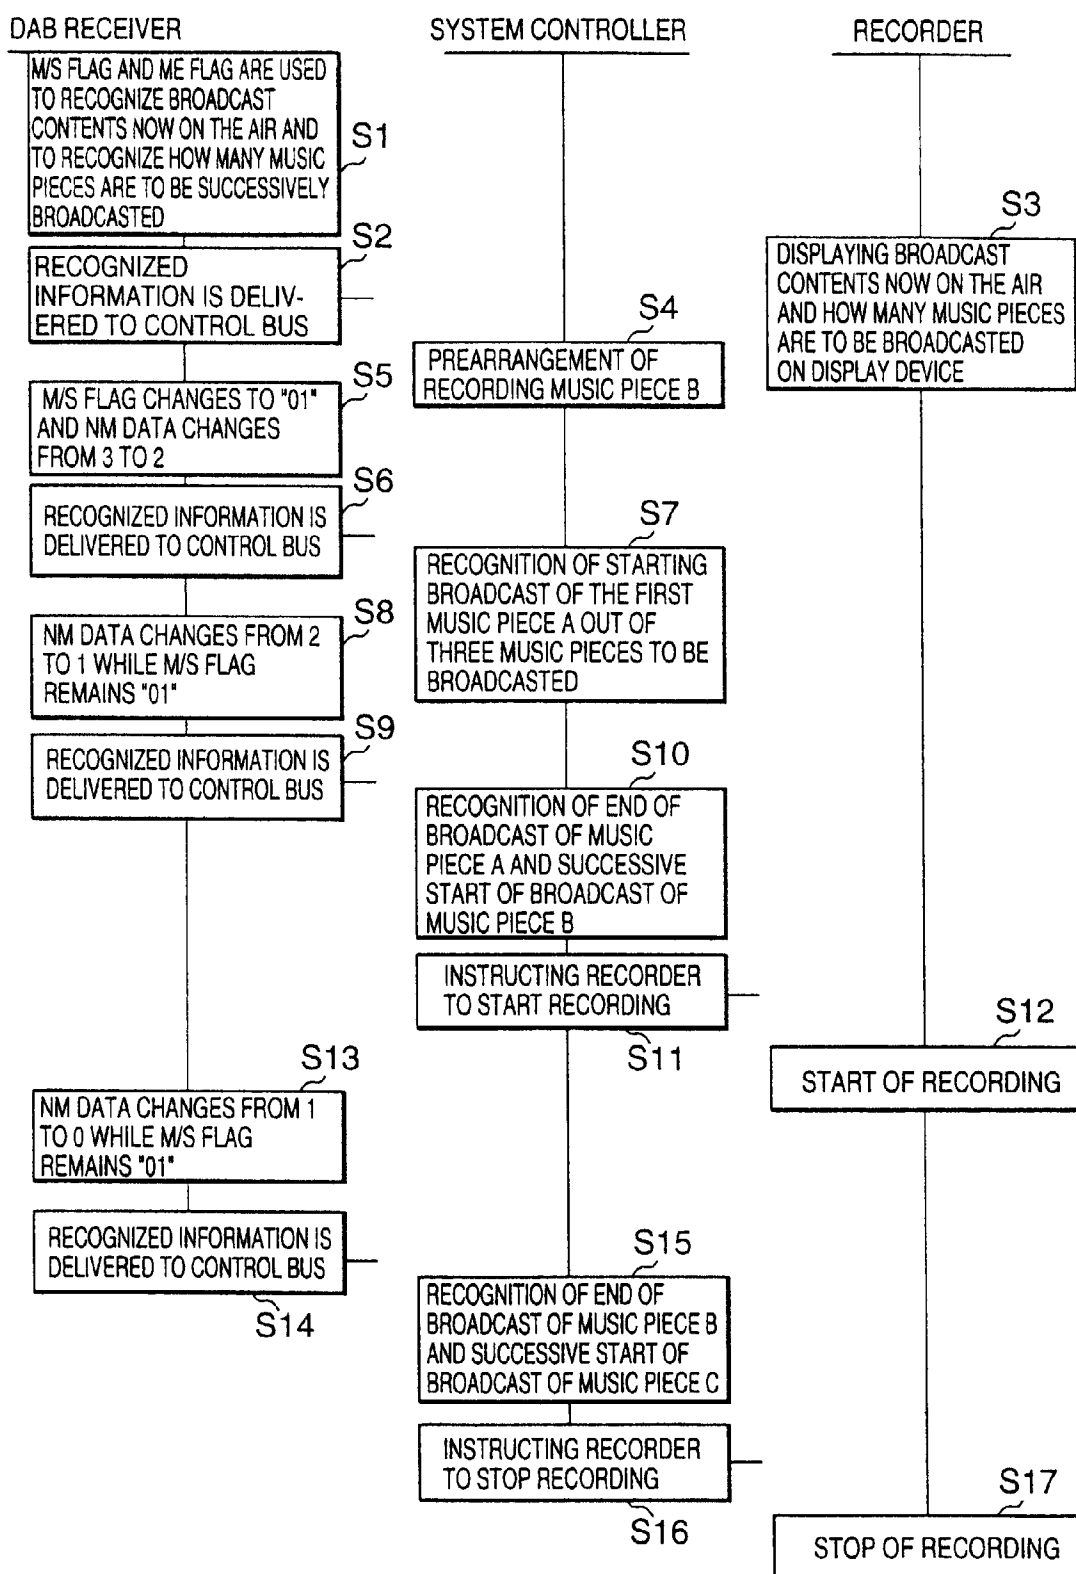 DAB RECEIVER
SYSTEM CONTROLLER
RECORDER
M/S FLAG AND ME FLAG ARE USED
TO RECOGNIZE BROADCAST
CONTENTS NOW ON THE AIR AND
TO RECOGNIZE HOW MANY MUSIC
PIECES ARE TO BE SUCCESSIVELY
BROADCASTED
S1
S2
RECOGNIZED
INFORMATION IS DELIV-
ERED TO CONTROL BUS
S3
DISPLAYING BROADCAST
CONTENTS NOW ON THE AIR
AND HOW MANY MUSIC PIECES
ARE TO BE BROADCASTED
ON DISPLAY DEVICE
S4
PREARRANGEMENT OF
RECORDING MUSIC PIECE B
S5
M/S FLAG CHANGES TO "01"
AND NM DATA CHANGES
FROM 3 TO 2
S6
RECOGNIZED INFORMATION IS
DELIVERED TO CONTROL BUS
S7
RECOGNITION OF STARTING
BROADCAST OF THE FIRST
MUSIC PIECE A OUT OF
THREE MUSIC PIECES TO BE
BROADCASTED
S8
NM DATA CHANGES FROM 2
TO 1 WHILE M/S FLAG
REMAINS "01"
S9
RECOGNIZED INFORMATION IS
DELIVERED TO CONTROL BUS
S10
RECOGNITION OF END OF
BROADCAST OF MUSIC
PIECE A AND SUCCESSIVE
START OF BROADCAST OF
MUSIC PIECE B
INSTRUCTING RECORDER
TO START RECORDING
S11
S12
START OF RECORDING
S13
NM DATA CHANGES FROM 1
TO 0 WHILE M/S FLAG
REMAINS "01"
RECOGNIZED INFORMATION IS
DELIVERED TO CONTROL BUS
S14
S15
RECOGNITION OF END OF
BROADCAST OF MUSIC PIECE B
AND SUCCESSIVE START OF
BROADCAST OF MUSIC PIECE C
INSTRUCTING RECORDER
TO STOP RECORDING
S16
S17
STOP OF RECORDING